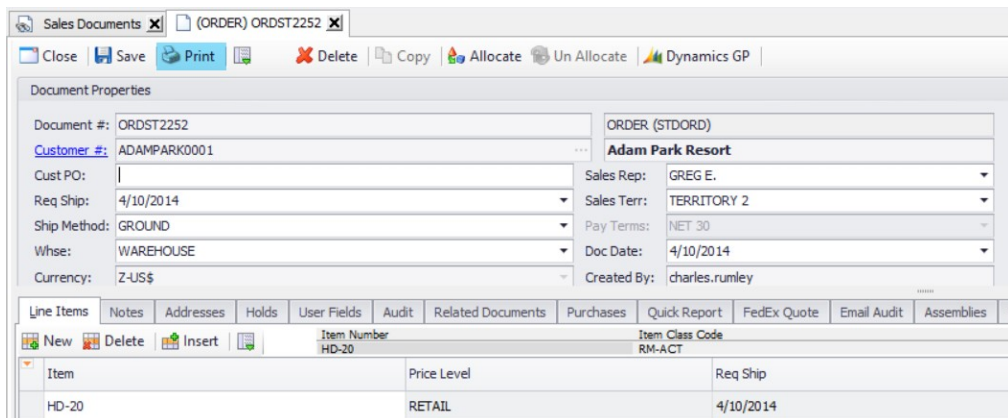 Sales Documents (ORDER) ORDST2252
Close Save Print Delete Copy Allocate Un Allocate Dynamics GP
Document Properties
Document #: ORDST2252 ORDER (STDORD)
Customer #: ADAMPARK0001 ... Adam Park Resort
Cust PO: Sales Rep: GREG E.
Req Ship: 4/10/2014 Sales Terr: TERRITORY 2
Ship Method: GROUND Pay Terms: NET 30
Whse: WAREHOUSE Doc Date: 4/10/2014
Currency: Z-US$ Created By: charles.rumley
Line Items Notes Addresses Holds User Fields Audit Related Documents Purchases Quick Report FedEx Quote Email Audit Assemblies
New Delete Insert Item Number Item Class Code
HD-20 RM-ACT
Item Price Level Req Ship
HD-20 RETAIL 4/10/2014